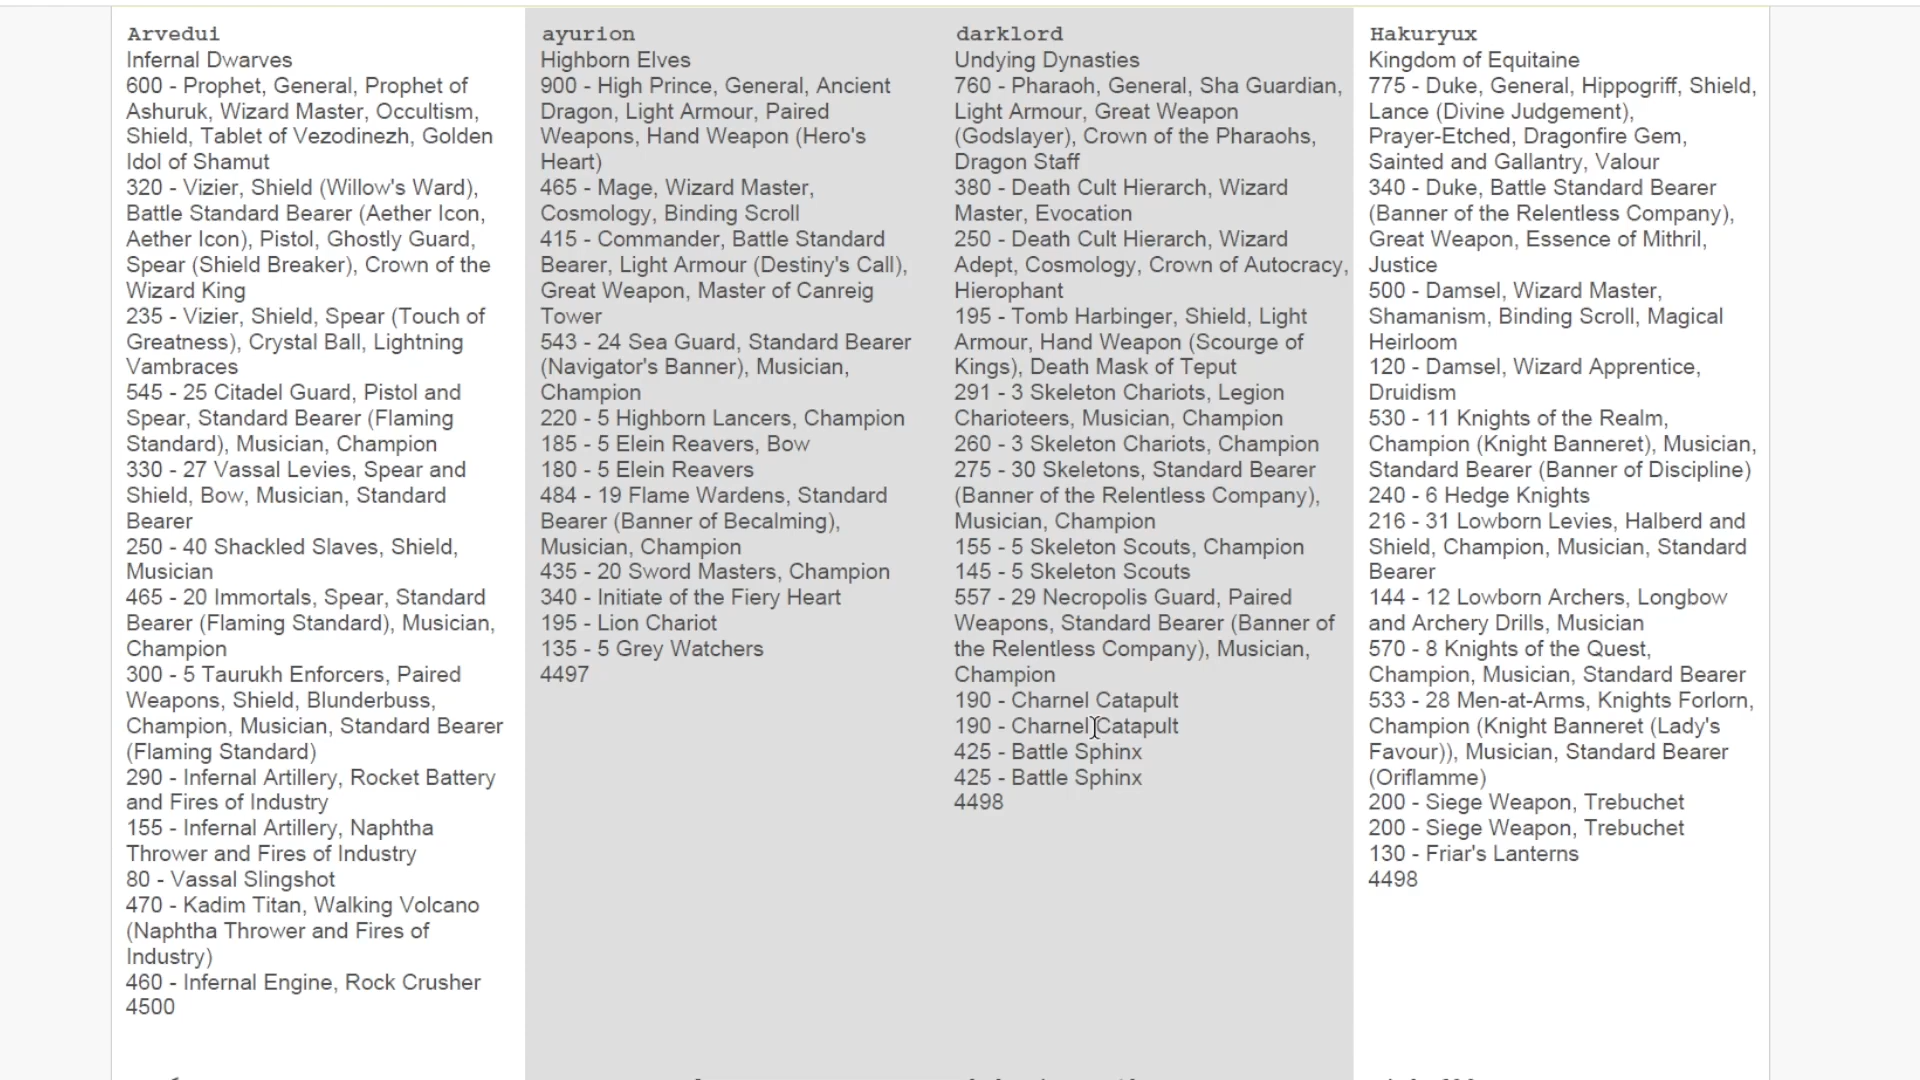 Arvedui
Infernal Dwarves
600 - Prophet, General, Prophet of
Ashuruk, Wizard Master, Occultism,
Shield, Tablet of Vezodinezh, Golden
Idol of Shamut
320 - Vizier, Shield (Willow's Ward),
Battle Standard Bearer (Aether Icon,
Aether Icon), Pistol, Ghostly Guard,
Spear (Shield Breaker), Crown of the
Wizard King
235 - Vizier, Shield, Spear (Touch of
Greatness), Crystal Ball, Lightning
Vambraces
545 - 25 Citadel Guard, Pistol and
Spear, Standard Bearer (Flaming
Standard), Musician, Champion
330 - 27 Vassal Levies, Spear and
Shield, Bow, Musician, Standard
Bearer
250 - 40 Shackled Slaves, Shield,
Musician
465 - 20 Immortals, Spear, Standard
Bearer (Flaming Standard), Musician,
Champion
300 - 5 Taurukh Enforcers, Paired
Weapons, Shield, Blunderbuss,
Champion, Musician, Standard Bearer
(Flaming Standard)
290 - Infernal Artillery, Rocket Battery
and Fires of Industry
155 - Infernal Artillery, Naphtha
Thrower and Fires of Industry
80 - Vassal Slingshot
470 - Kadim Titan, Walking Volcano
(Naphtha Thrower and Fires of
Industry)
460 - Infernal Engine, Rock Crusher
4500
ayurion
Highborn Elves
900 - High Prince, General, Ancient
Dragon, Light Armour, Paired
Weapons, Hand Weapon (Hero's
Heart)
465 - Mage, Wizard Master,
Cosmology, Binding Scroll
415 - Commander, Battle Standard
Bearer, Light Armour (Destiny's Call),
Great Weapon, Master of Canreig
Tower
543 - 24 Sea Guard, Standard Bearer
(Navigator's Banner), Musician,
Champion
220 - 5 Highborn Lancers, Champion
185 - 5 Elein Reavers, Bow
180 - 5 Elein Reavers
484 - 19 Flame Wardens, Standard
Bearer (Banner of Becalming),
Musician, Champion
435 - 20 Sword Masters, Champion
340 - Initiate of the Fiery Heart
195 - Lion Chariot
135 - 5 Grey Watchers
4497
darklord
Undying Dynasties
760 - Pharaoh, General, Sha Guardian,
Light Armour, Great Weapon
(Godslayer), Crown of the Pharaohs,
Dragon Staff
380 - Death Cult Hierarch, Wizard
Master, Evocation
250 - Death Cult Hierarch, Wizard
Adept, Cosmology, Crown of Autocracy,
Hierophant
195 - Tomb Harbinger, Shield, Light
Armour, Hand Weapon (Scourge of
Kings), Death Mask of Teput
291 - 3 Skeleton Chariots, Legion
Charioteers, Musician, Champion
260 - 3 Skeleton Chariots, Champion
275 - 30 Skeletons, Standard Bearer
(Banner of the Relentless Company),
Musician, Champion
155 - 5 Skeleton Scouts, Champion
145 - 5 Skeleton Scouts
557 - 29 Necropolis Guard, Paired
Weapons, Standard Bearer (Banner of
the Relentless Company), Musician,
Champion
190 - Charnel Catapult
190 - Charnel Catapult
425 - Battle Sphinx
425 - Battle Sphinx
4498
Hakuryux
Kingdom of Equitaine
775 - Duke, General, Hippogriff, Shield,
Lance (Divine Judgement),
Prayer-Etched, Dragonfire Gem,
Sainted and Gallantry, Valour
340 - Duke, Battle Standard Bearer
(Banner of the Relentless Company),
Great Weapon, Essence of Mithril,
Justice
500 - Damsel, Wizard Master,
Shamanism, Binding Scroll, Magical
Heirloom
120 - Damsel, Wizard Apprentice,
Druidism
530 - 11 Knights of the Realm,
Champion (Knight Banneret), Musician,
Standard Bearer (Banner of Discipline)
240 - 6 Hedge Knights
216 - 31 Lowborn Levies, Halberd and
Shield, Champion, Musician, Standard
Bearer
144 - 12 Lowborn Archers, Longbow
and Archery Drills, Musician
570 - 8 Knights of the Quest,
Champion, Musician, Standard Bearer
533 - 28 Men-at-Arms, Knights Forlorn,
Champion (Knight Banneret (Lady's
Favour)), Musician, Standard Bearer
(Oriflamme)
200 - Siege Weapon, Trebuchet
200 - Siege Weapon, Trebuchet
130 - Friar's Lanterns
4498